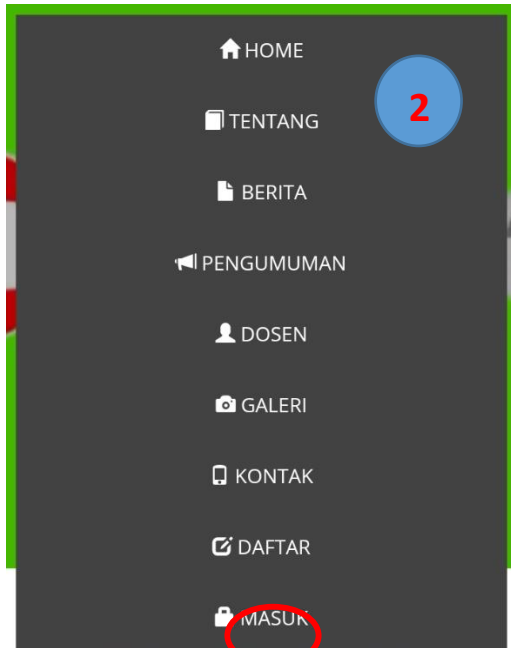 HOME
2
TENTANG
BERITA
PENGUMUMAN
DOSEN
GALERI
KONTAK
DAFTAR
MASUK